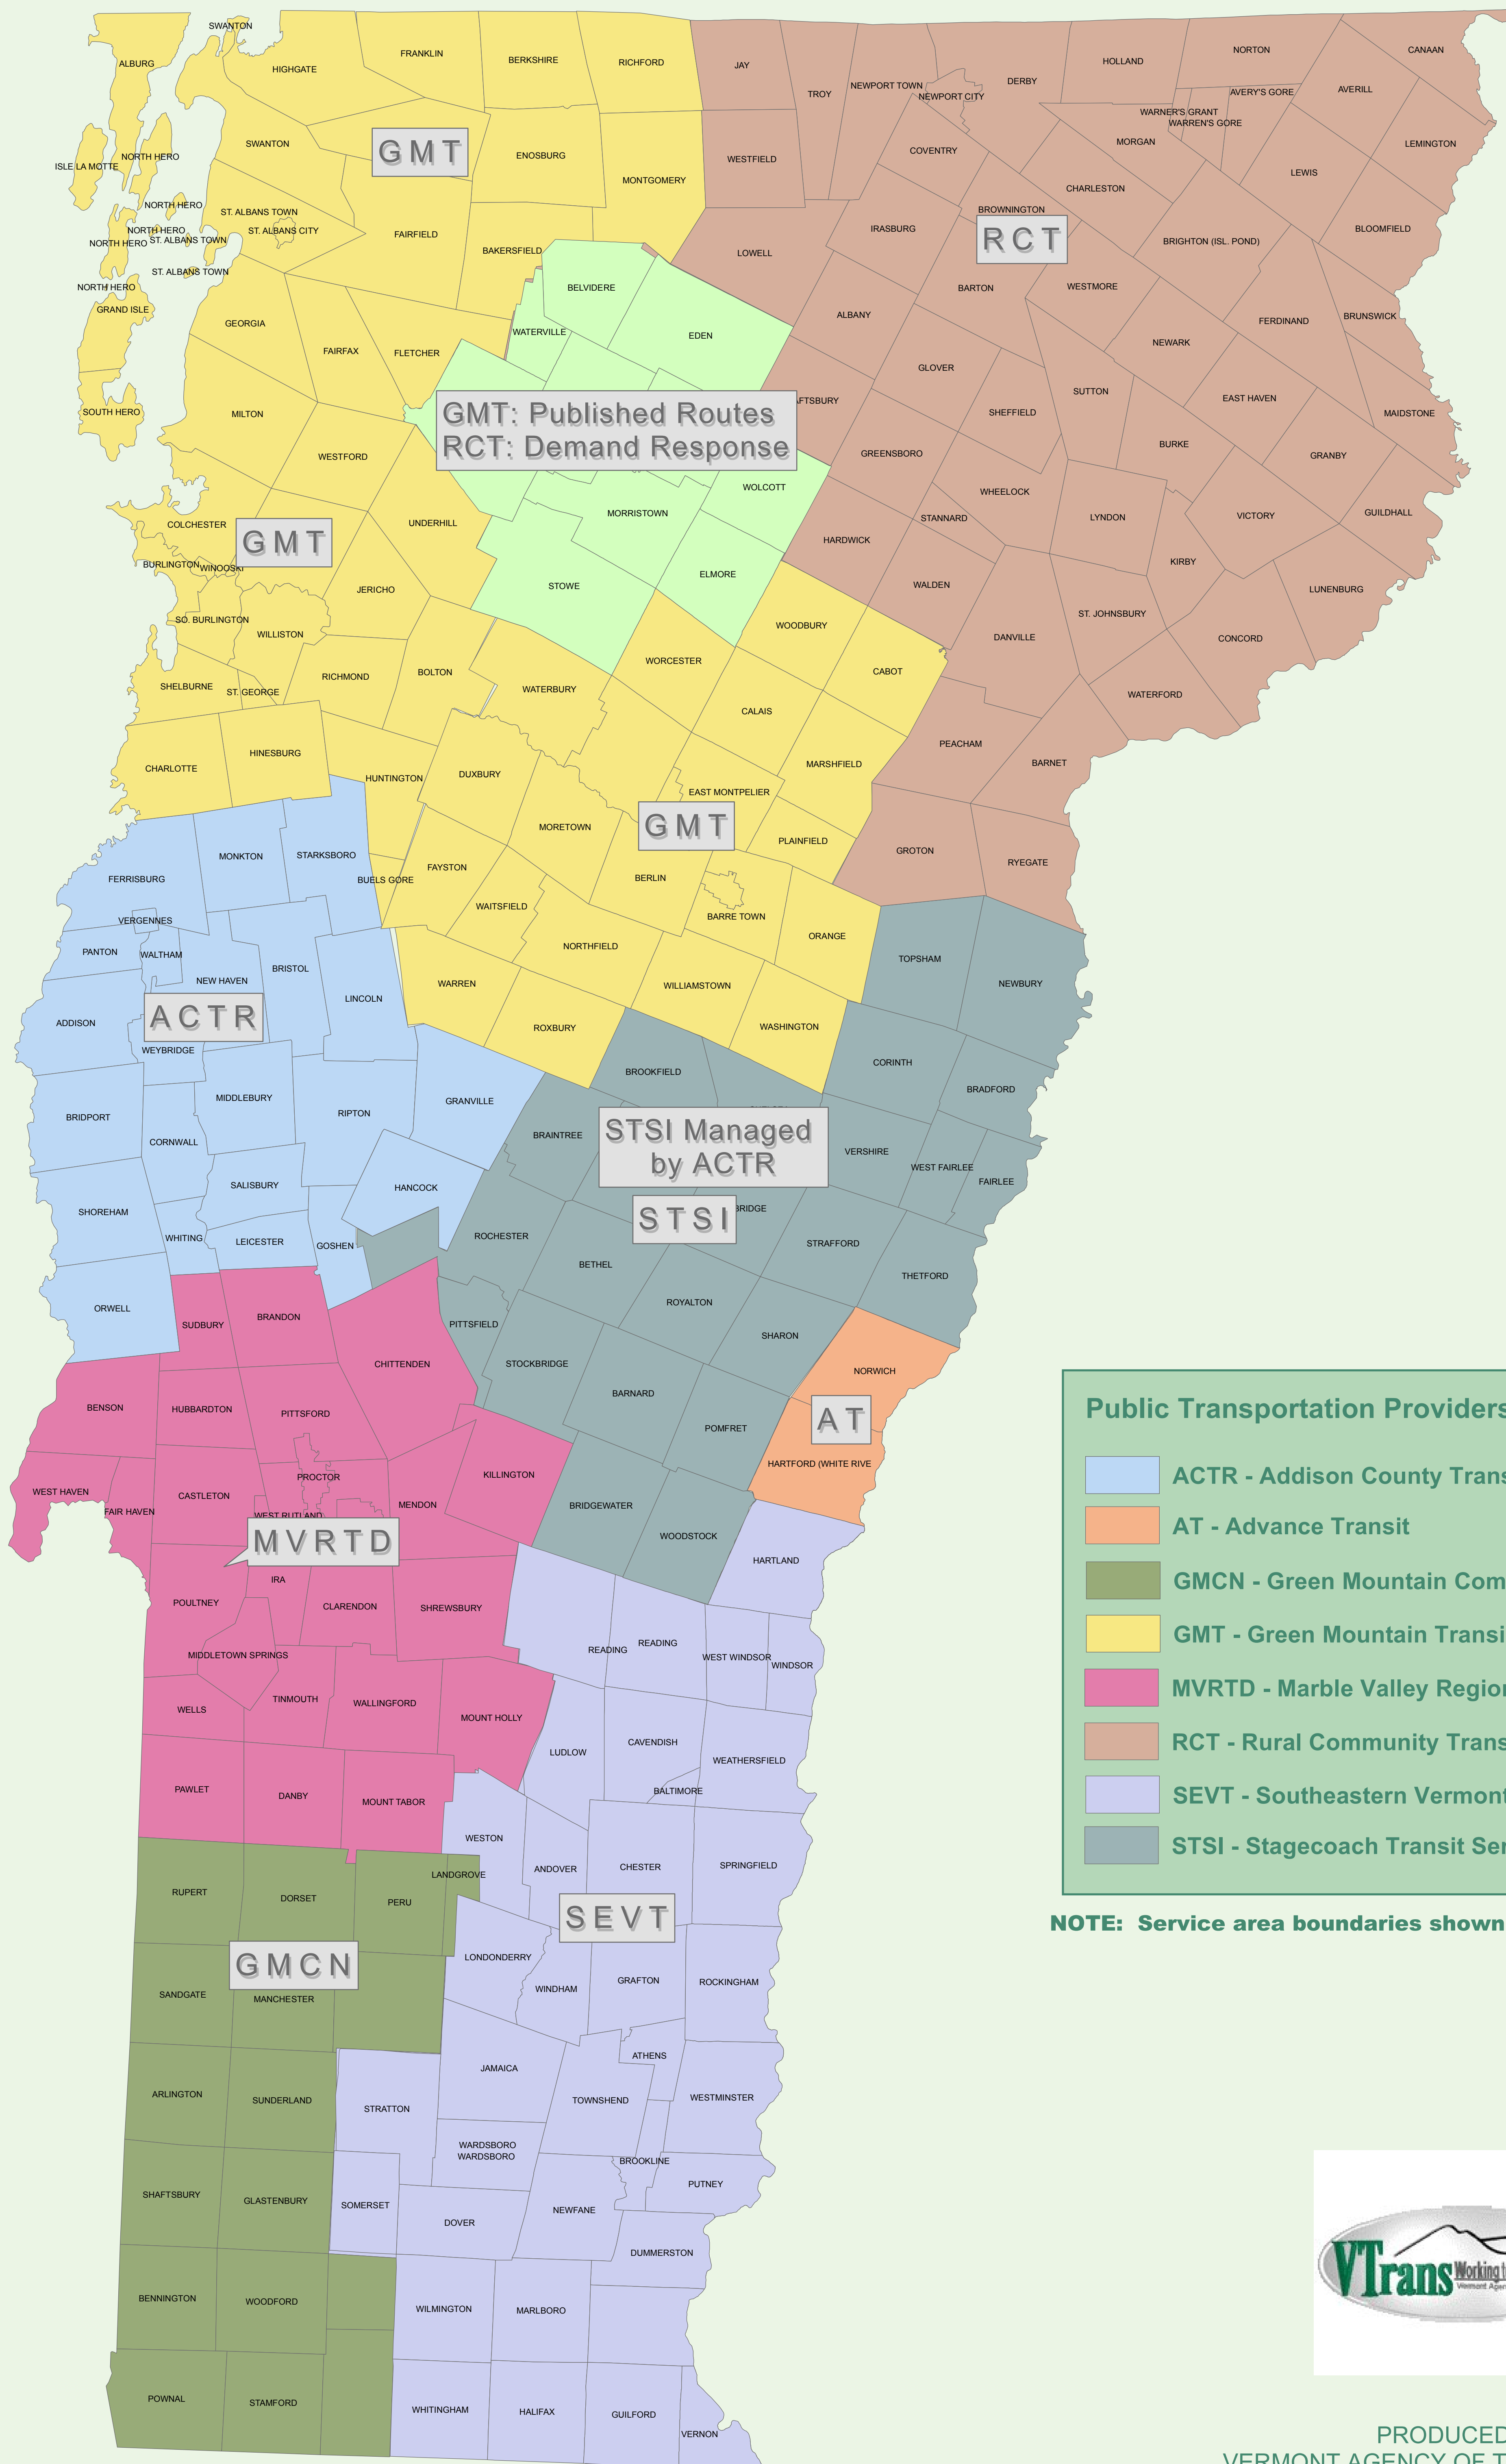 SWANTON
ALBURG
HIGHGATE
FRANKLIN
BERKSHIRE
RICHFORD
JAY
TROY
NEWPORT TOWN
NEWPORT CITY
DERBY
HOLLAND
NORTON
CANAAN
AVERY'S GORE
AVERILL
WARNER'S GRANT
WARREN'S GORE
MORGAN
LEMINGTON
ISLE LA MOTTE
NORTH HERO
SWANTON
GMT
ENOSBURG
MONTGOMERY
WESTFIELD
COVENTRY
CHARLESTON
LEWIS
NORTH HERO
ST. ALBANS TOWN
ST. ALBANS CITY
NORTH HERO
NORTH HERO
ST. ALBANS TOWN
FAIRFIELD
BAKERSFIELD
LOWELL
IRASBURG
BROWNINGTON
RCT
BRIGHTON (ISL. POND)
BLOOMFIELD
ST. ALBANS TOWN
NORTH HERO
GRAND ISLE
BELVIDERE
BARTON
WESTMORE
GEORGIA
WATERVILLE
EDEN
ALBANY
FERDINAND
BRUNSWICK
FAIRFAX
FLETCHER
GLOVER
NEWARK
SOUTH HERO
MILTON
GMT: Published Routes
RCT: Demand Response
AFTSBURY
SHEFFIELD
SUTTON
EAST HAVEN
MAIDSTONE
WESTFORD
GREENSBORO
BURKE
GRANBY
COLCHESTER
GMT
UNDERHILL
MORRISTOWN
WOLCOTT
WHEELOCK
STANNARD
LYNDON
VICTORY
GUILDHALL
BURLINGTON
WINOOSKI
JERICHO
STOWE
ELMORE
HARDWICK
WALDEN
KIRBY
LUNENBURG
SO. BURLINGTON
WILLISTON
WOODBURY
DANVILLE
ST. JOHNSBURY
CONCORD
SHELBURNE
ST. GEORGE
RICHMOND
BOLTON
WATERBURY
WORCESTER
CABOT
WATERFORD
CALAIS
CHARLOTTE
HINESBURG
HUNTINGTON
DUXBURY
MARSHFIELD
PEACHAM
BARNET
EAST MONTPELIER
GMT
MORETOWN
PLAINFIELD
MONKTON
STARKSBORO
FERRISBURG
BUELS GORE
FAYSTON
BERLIN
GROTON
RYEGATE
VERGENNES
WAITSFIELD
BARRE TOWN
ORANGE
PANTON
WALTHAM
NEW HAVEN
BRISTOL
NORTHFIELD
TOPSHAM
NEWBURY
ADDISON
ACTR
LINCOLN
WARREN
WILLIAMSTOWN
WEYBRIDGE
ROXBURY
WASHINGTON
BRIDPORT
MIDDLEBURY
RIPTON
GRANVILLE
BROOKFIELD
CORINTH
BRADFORD
CORNWALL
BRAINTREE
STSI Managed
by ACTR
VERSHIRE
WEST FAIRLEE
FAIRLEE
SHOREHAM
SALISBURY
HANCOCK
STSI
BRIDGE
WHITING
LEICESTER
GOSHEN
ROCHESTER
BETHEL
STRAFFORD
THETFORD
ORWELL
SUDBURY
BRANDON
PITTSFIELD
ROYALTON
SHARON
CHITTENDEN
STOCKBRIDGE
BARNARD
NORWICH
BENSON
HUBBARDTON
PITTSFORD
POMFRET
AT
WEST HAVEN
FAIR HAVEN
CASTLETON
PROCTOR
MENDON
KILLINGTON
BRIDGEWATER
HARTFORD (WHITE RIVE
WEST RUTLAND
MVRTD
WOODSTOCK
HARTLAND
POULTNEY
IRA
CLARENDON
SHREWSBURY
MIDDLETOWN SPRINGS
READING
READING
WEST WINDSOR
WINDSOR
WELLS
TINMOUTH
WALLINGFORD
MOUNT HOLLY
LUDLOW
CAVENDISH
WEATHERSFIELD
PAWLET
DANBY
MOUNT TABOR
BALTIMORE
WESTON
RUPERT
DORSET
PERU
LANDGROVE
ANDOVER
CHESTER
SPRINGFIELD
SEVT
GMCN
SANDGATE
MANCHESTER
LONDONDERRY
WINDHAM
GRAFTON
ROCKINGHAM
ARLINGTON
SUNDERLAND
JAMAICA
ATHENS
STRATTON
TOWNSHEND
WESTMINSTER
WARDSBORO
WARDSBORO
SHAFTSBURY
GLASTENBURY
SOMERSET
BROOKLINE
DOVER
NEWFANE
PUTNEY
DUMMERSTON
BENNINGTON
WOODFORD
WILMINGTON
MARLBORO
POWNAL
STAMFORD
WHITINGHAM
HALIFAX
GUILFORD
VERNON
Public Transportation Providers
ACTR - Addison County Trans
AT - Advance Transit
GMCN - Green Mountain Com
GMT - Green Mountain Transi
MVRTD - Marble Valley Region
RCT - Rural Community Trans
SEVT - Southeastern Vermont
STSI - Stagecoach Transit Ser
NOTE: Service area boundaries shown
VTrans Working t
Vermont Agen
PRODUCED
VERMONT AGENCY OF T